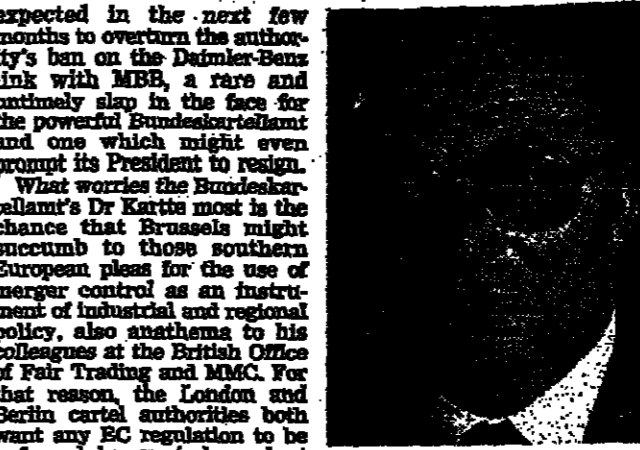 expected in the next few
months to overturn the author-
ity's ban on the Daimler-Benz
link with MBB, a rare and
untimely slap in the face for
the powerful Bundeskartellamt
and one which might even
prompt its President to resign.
What worries the Bundeskar-
tellamt's Dr Kartte most is the
chance that Brussels might
succumb to those southern
European pleas for the use of
merger control as an instru-
ment of industrial and regional
policy, also anathema to his
colleagues at the British Office
of Fair Trading and MMC. For
that reason, the London and
Berlin cartel authorities both
want any EC regulation to be